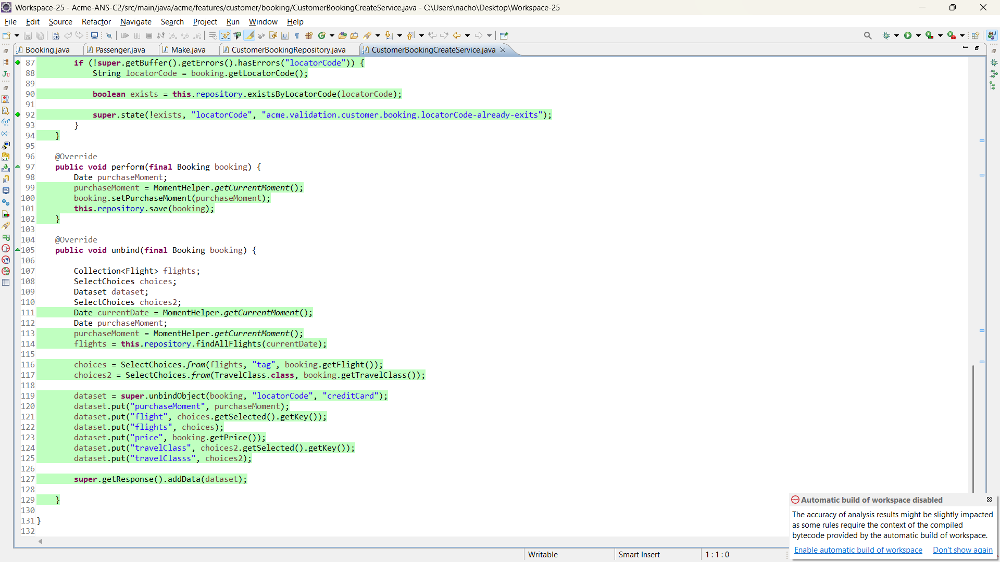 Workspace-25 - Acme-ANS-C2/src/main/java/acme/features/customer/booking/CustomerBookingCreateService.java - C:\Users\nacho\Desktop\Workspace-25
File Edit Source Refactor Navigate Search Project Run Window Help
Booking.java Passenger.java Make.java CustomerBookingRepository.java CustomerBookingCreateService.java
87 if (!super.getBuffer().getErrors().hasErrors("locatorCode")) {
88 String locatorCode = booking.getLocatorCode();
89
90 boolean exists = this.repository.existsByLocatorCode(locatorCode);
91
92 super.state(!exists, "locatorCode", "acme.validation.customer.booking.locatorCode-already-exits");
93 }
94 }
95
96 @Override
97 public void perform(final Booking booking) {
98 Date purchaseMoment;
99 purchaseMoment = MomentHelper.getCurrentMoment();
100 booking.setPurchaseMoment(purchaseMoment);
101 this.repository.save(booking);
102 }
103
104 @Override
105 public void unbind(final Booking booking) {
106
107 Collection<Flight> flights;
108 SelectChoices choices;
109 Dataset dataset;
110 SelectChoices choices2;
111 Date currentDate = MomentHelper.getCurrentMoment();
112 Date purchaseMoment;
113 purchaseMoment = MomentHelper.getCurrentMoment();
114 flights = this.repository.findAllFlights(currentDate);
115
116 choices = SelectChoices.from(flights, "tag", booking.getFlight());
117 choices2 = SelectChoices.from(TravelClass.class, booking.getTravelClass());
118
119 dataset = super.unbindObject(booking, "locatorCode", "creditCard");
120 dataset.put("purchaseMoment", purchaseMoment);
121 dataset.put("flight", choices.getSelected().getKey());
122 dataset.put("flights", choices);
123 dataset.put("price", booking.getPrice());
124 dataset.put("travelClass", choices2.getSelected().getKey());
125 dataset.put("travelClasss", choices2);
126
127 super.getResponse().addData(dataset);
128
129 }
130
131 }
132
Automatic build of workspace disabled
The accuracy of analysis results might be slightly impacted
as some rules require the context of the compiled
bytecode provided by the automatic build of workspace.
Enable automatic build of workspace Don't show again
Writable Smart Insert 1 : 1 : 0